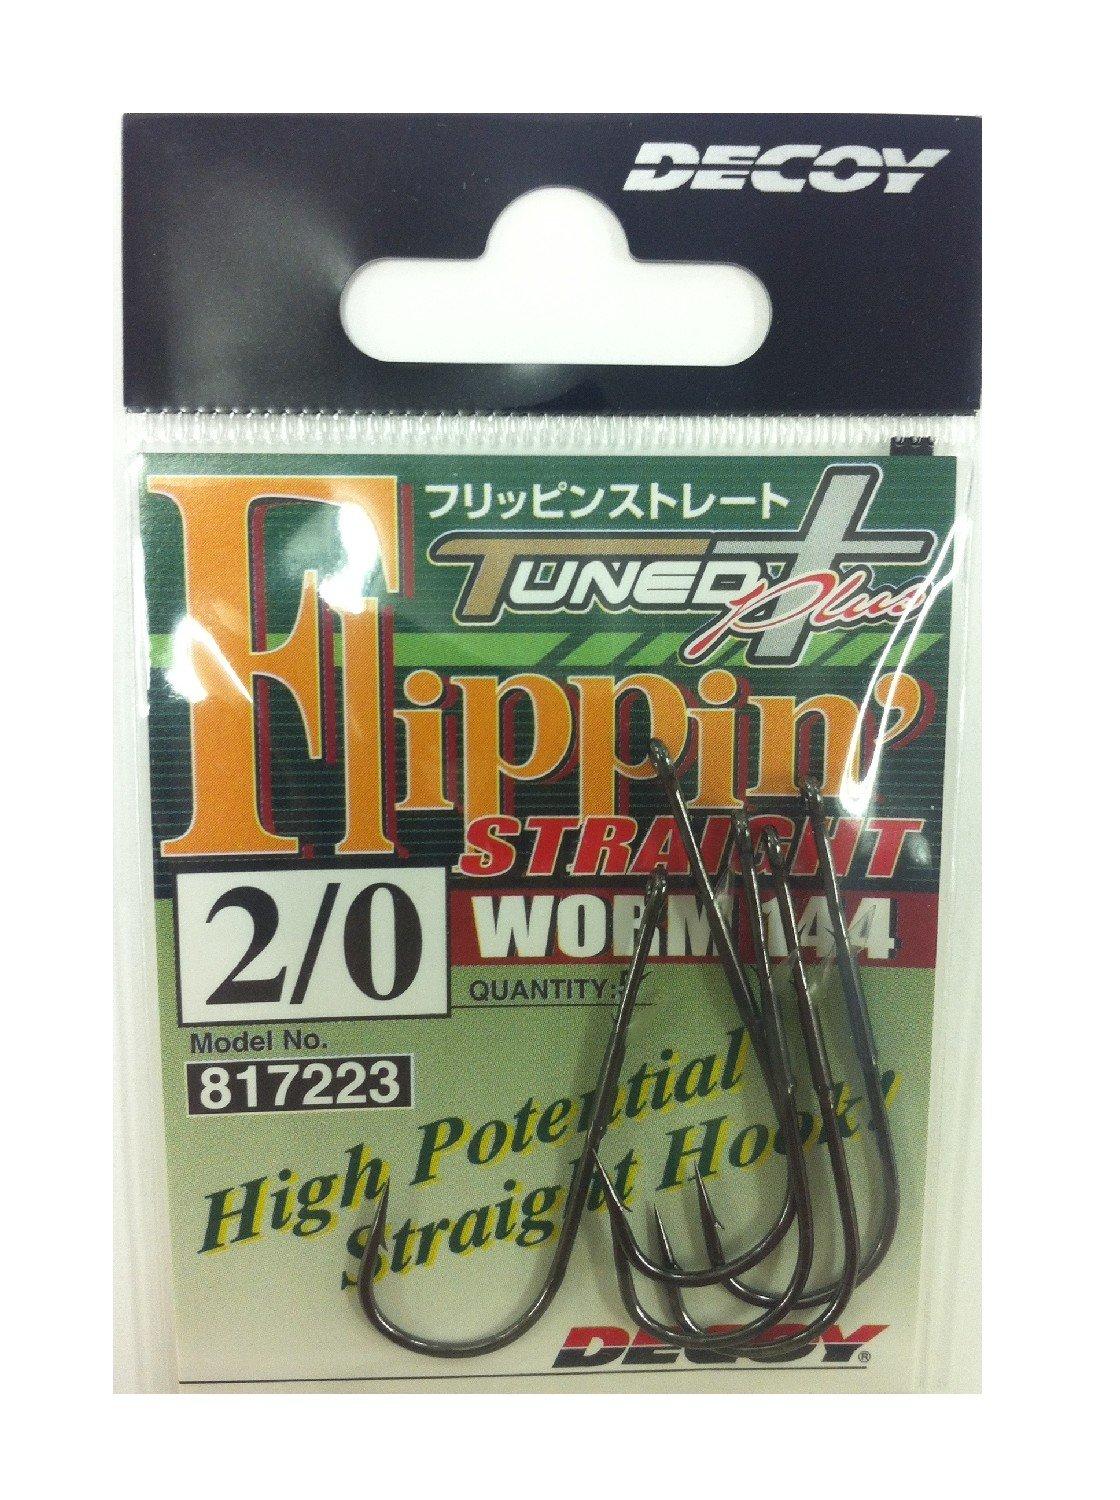 DECOY
フリッピンストレート
TUNED Plus
Flippin'
STRAIGHT
WORM 144
2/0
QUANTITY:5
Model No.
817223
High Potential
Straight Hook!
DECOY®